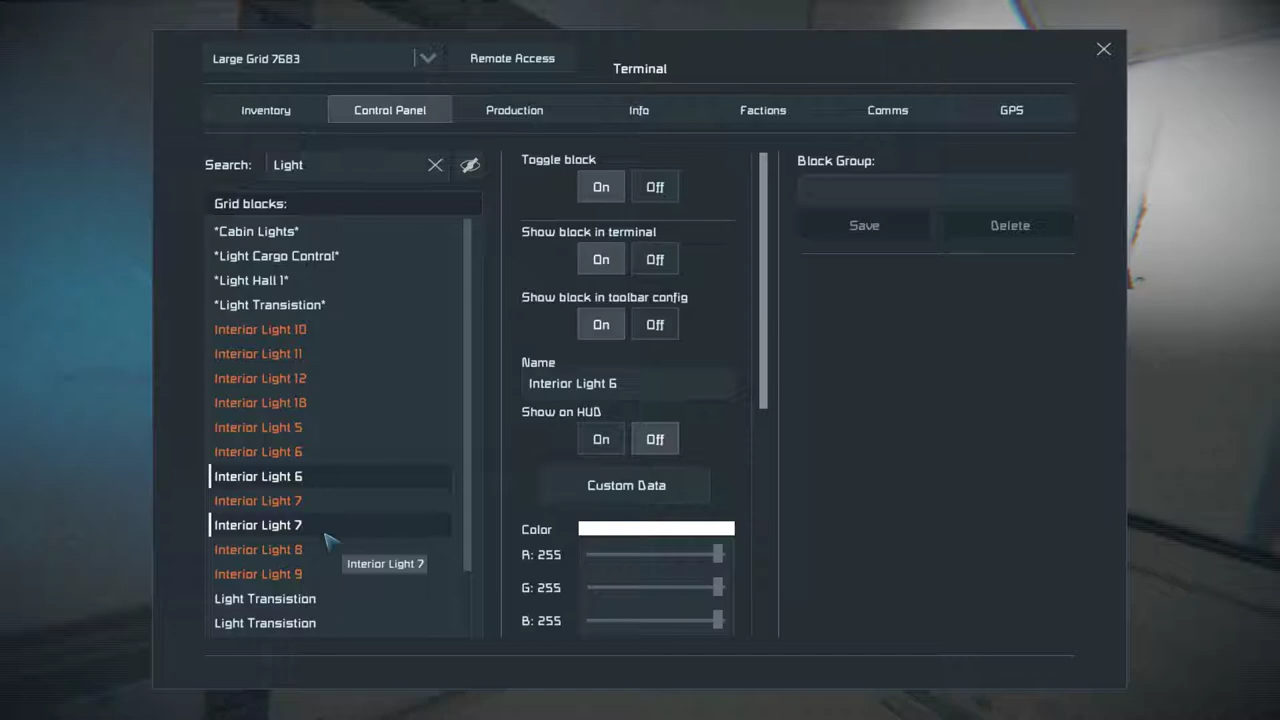 Large Grid 7683
Remote Access
Terminal
Inventory
Control Panel
Production
Info
Factions
Comms
GPS
Search:
Light
Grid blocks:
*Cabin Lights*
*Light Cargo Control*
*Light Hall 1*
*Light Transistion*
Interior Light 10
Interior Light 11
Interior Light 12
Interior Light 18
Interior Light 5
Interior Light 6
Interior Light 6
Interior Light 7
Interior Light 7
Interior Light 8
Interior Light 9
Light Transistion
Light Transistion
Interior Light 7
Toggle block
On Off
Show block in terminal
On Off
Show block in toolbar config
On Off
Name
Interior Light 6
Show on HUD
On Off
Custom Data
Color
R: 255
G: 255
B: 255
Block Group:
Save
Delete